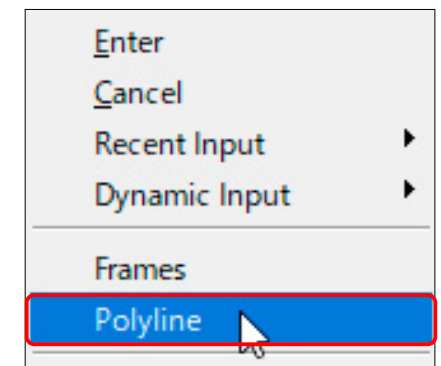 Enter
Cancel
Recent Input
Dynamic Input
Frames
Polyline